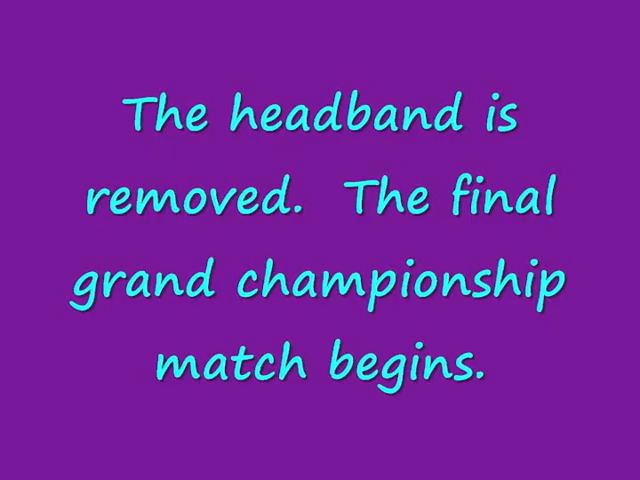 The headband is
removed.  The final
grand championship
match begins.